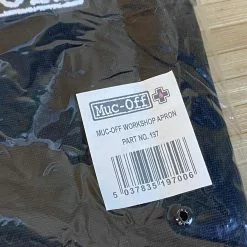 Muc-Off
MUC-OFF WORKSHOP APRON
PART NO. 197
5 037835 197006